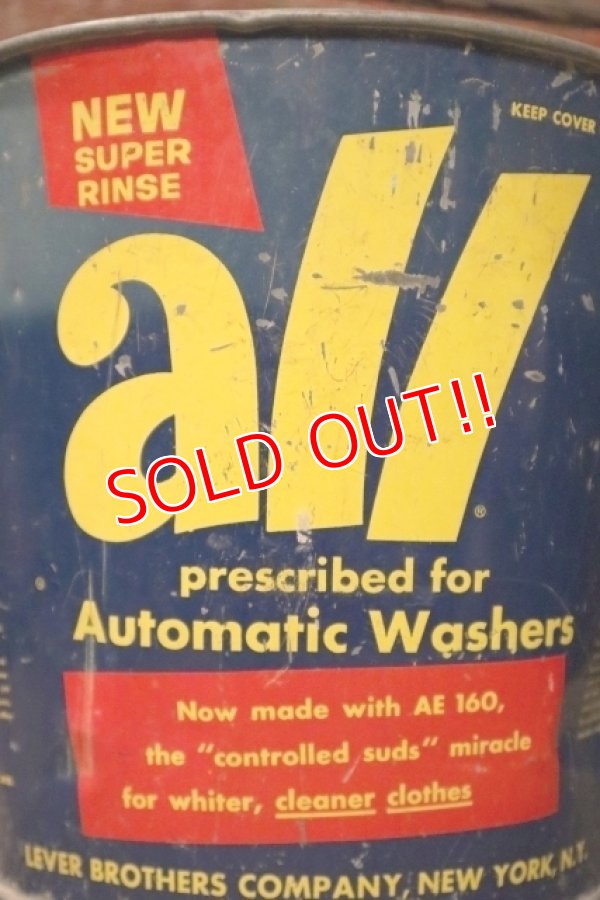 NEW
SUPER
RINSE
KEEP COVER
all
SOLD OUT!!
®
prescribed for
Automatic Washers
Now made with AE 160,
the "controlled suds" miracle
for whiter, cleaner clothes
LEVER BROTHERS COMPANY, NEW YORK, N.Y.